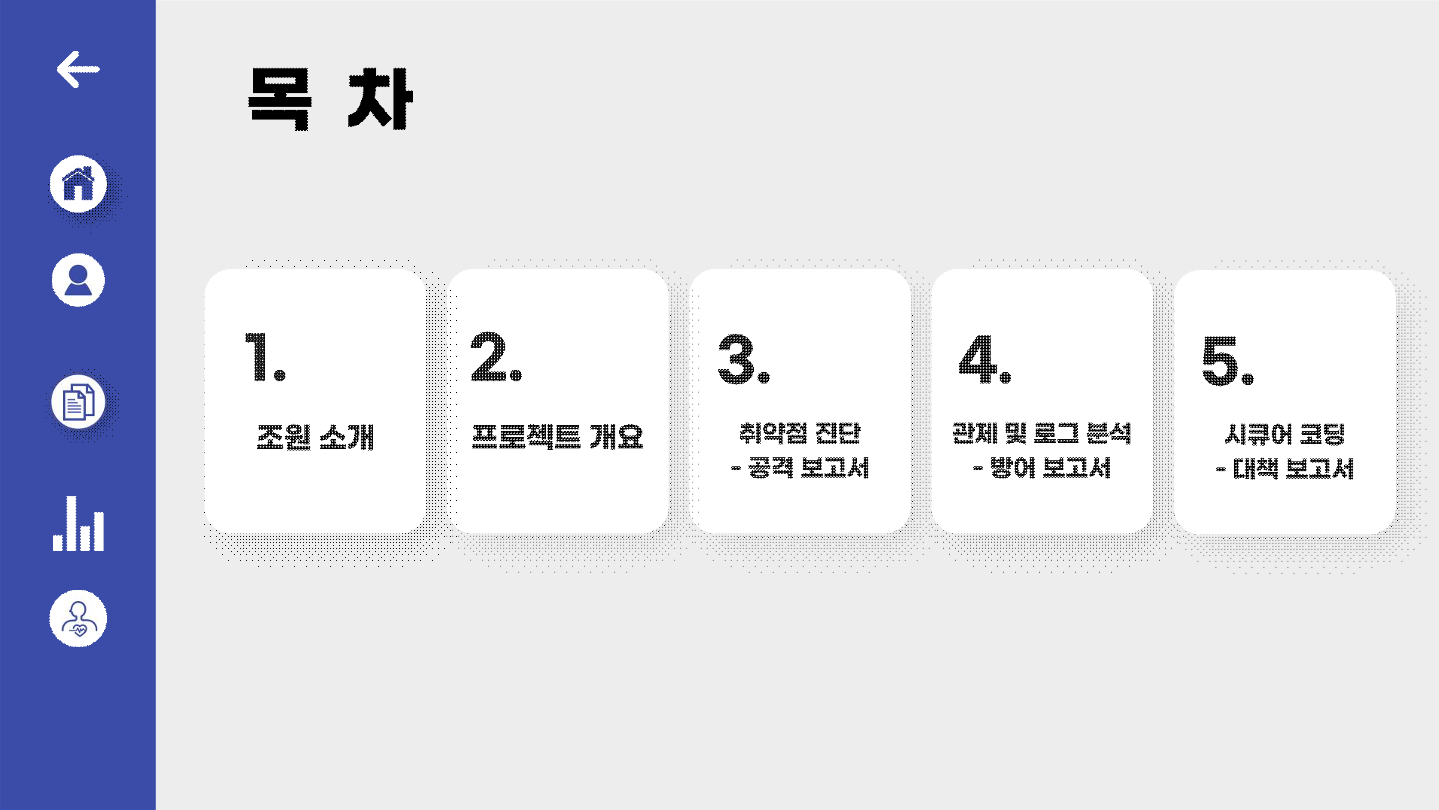 목 차
1.
조원 소개
2.
프로젝트 개요
3.
취약점 진단
- 공격 보고서
4.
관제 및 로그 분석
- 방어 보고서
5.
시큐어 코딩
- 대책 보고서